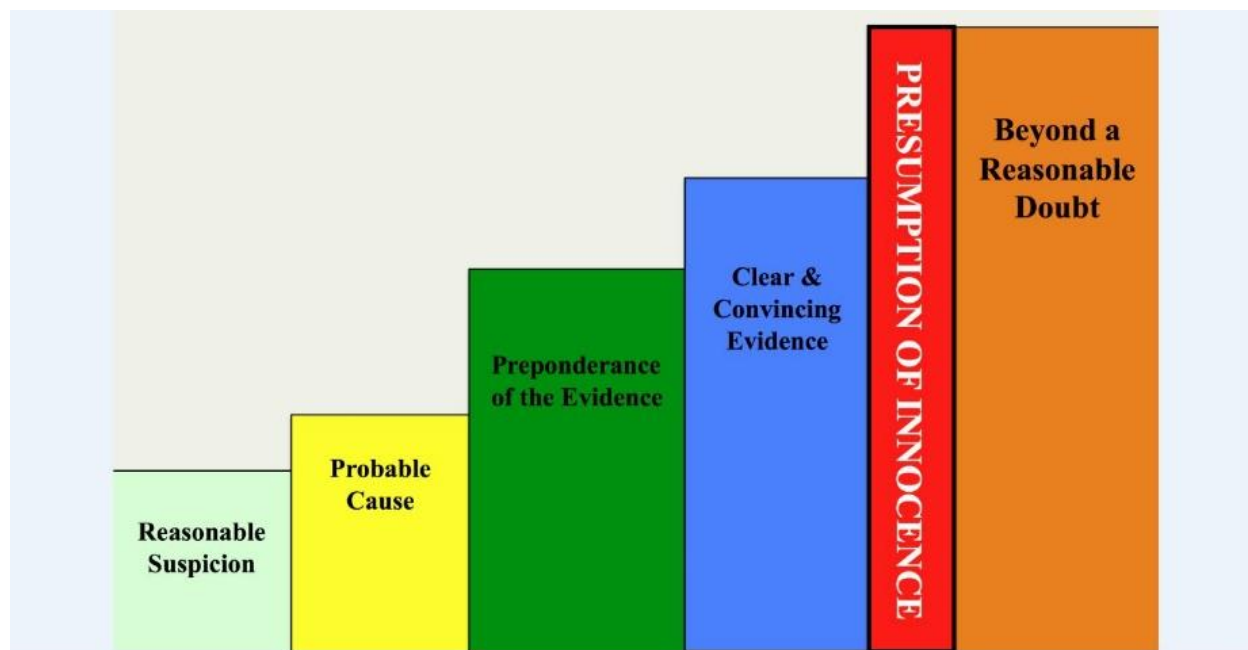 Reasonable
Suspicion
Probable
Cause
Preponderance
of the Evidence
Clear &
Convincing
Evidence
PRESUMPTION OF INNOCENCE
Beyond a
Reasonable
Doubt